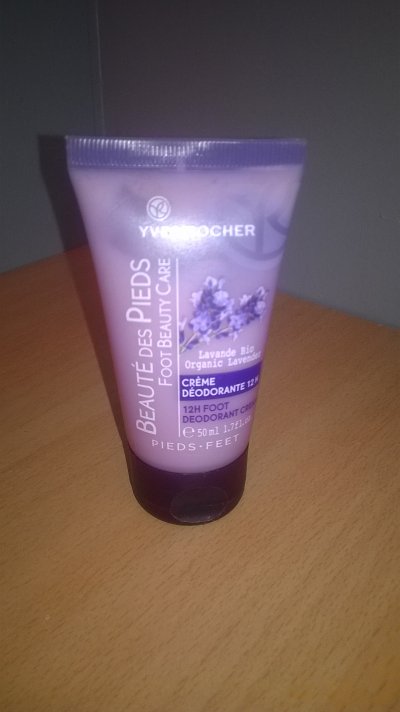 YVES ROCHER
BEAUTÉ DES PIEDS
FOOT BEAUTY CARE
Lavande Bio
Organic Lavender
CRÈME
DÉODORANTE 12 H
12H FOOT
DEODORANT CREAM
e 50 ml 1.7 fl.oz
PIEDS • FEET